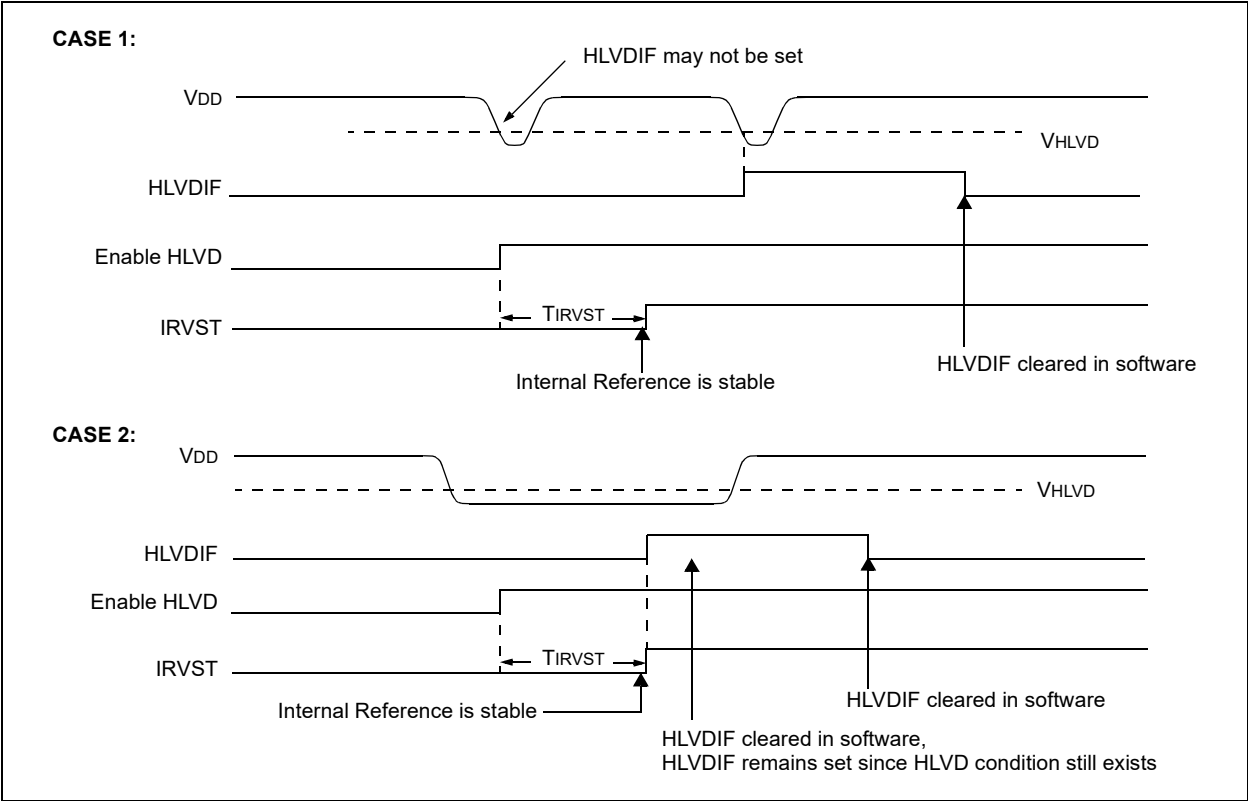 CASE 1:
HLVDIF may not be set
VDD
VHLVD
HLVDIF
Enable HLVD
TIRVST
IRVST
HLVDIF cleared in software
Internal Reference is stable
CASE 2:
VDD
VHLVD
HLVDIF
Enable HLVD
TIRVST
IRVST
HLVDIF cleared in software
Internal Reference is stable
HLVDIF cleared in software,
HLVDIF remains set since HLVD condition still exists